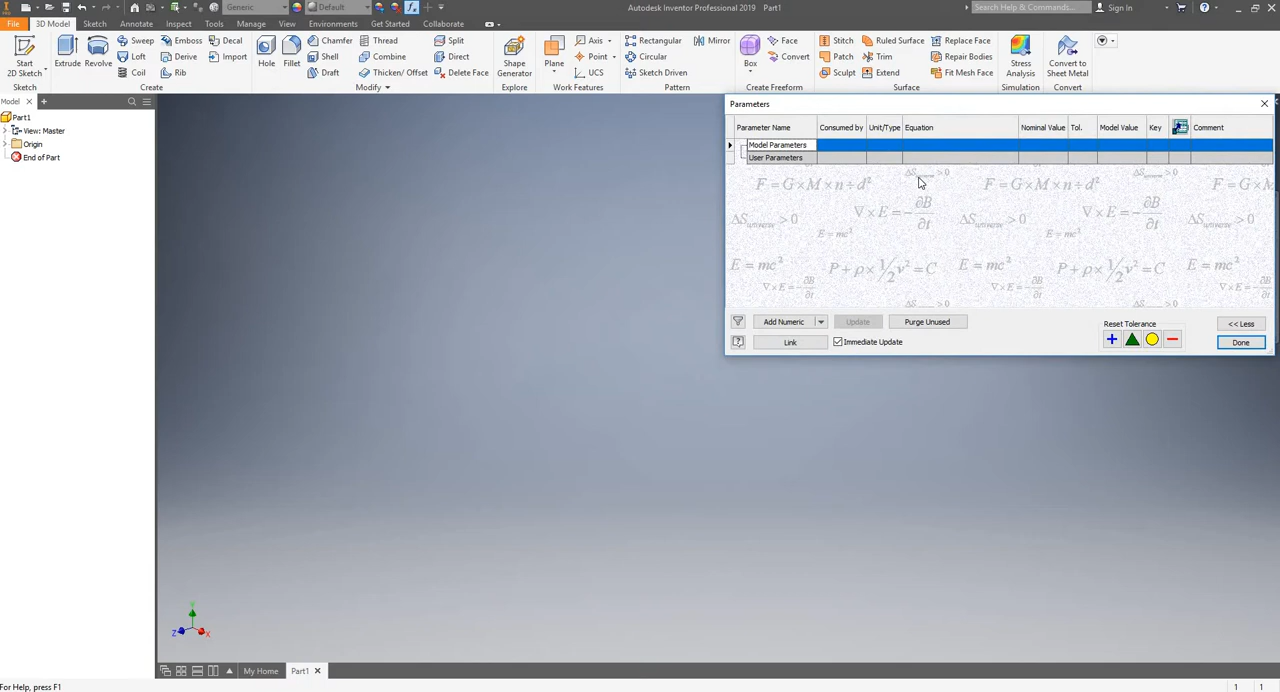 Generic
Default
Autodesk Inventor Professional 2019 Part1
Search Help & Commands...
Sign In
File
3D Model
Sketch
Annotate
Inspect
Tools
Manage
View
Environments
Get Started
Collaborate
Start
2D Sketch
Extrude
Revolve
Sweep
Emboss
Decal
Loft
Derive
Import
Coil
Rib
Hole
Fillet
Chamfer
Thread
Shell
Combine
Draft
Thicken/ Offset
Split
Direct
Delete Face
Shape
Generator
Plane
Axis
Point
UCS
Rectangular
Mirror
Circular
Sketch Driven
Box
Face
Convert
Stitch
Ruled Surface
Replace Face
Patch
Trim
Repair Bodies
Sculpt
Extend
Fit Mesh Face
Stress
Analysis
Convert to
Sheet Metal
Sketch
Create
Modify
Explore
Work Features
Pattern
Create Freeform
Surface
Simulation
Convert
Model
Part1
View: Master
Origin
End of Part
Parameters
Parameter Name
Consumed by
Unit/Type
Equation
Nominal Value
Tol.
Model Value
Key
Comment
Model Parameters
User Parameters
F = G × M × n ÷ d²
∇ × E = - ∂B/∂t
ΔS universe > 0
E = mc²
P + ρ × 1/2 v² = C
Add Numeric
Update
Purge Unused
Reset Tolerance
<< Less
Link
Immediate Update
Done
Z
Y
X
My Home
Part1
For Help, press F1
1
1